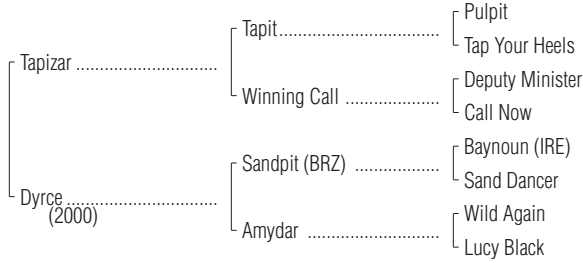 Pulpit
Tapit........................................
Tap Your Heels
Tapizar ...................................
Deputy Minister
Winning Call .......................
Call Now
Baynoun (IRE)
Sandpit (BRZ) .....................
Sand Dancer
Dyrce .....................................
(2000)
Wild Again
Amydar ................................
Lucy Black